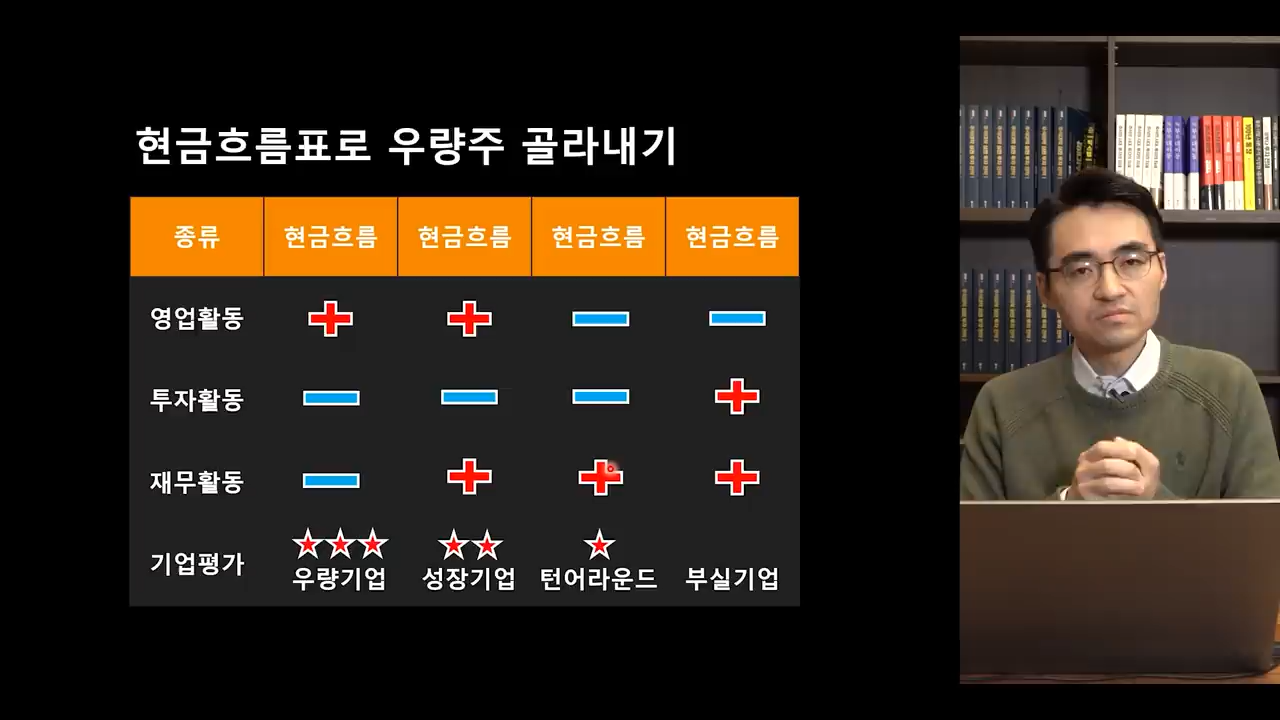 현금흐름표로 우량주 골라내기
종류 현금흐름 현금흐름 현금흐름 현금흐름
영업활동
투자활동
재무활동
기업평가
우량기업 성장기업 턴어라운드 부실기업